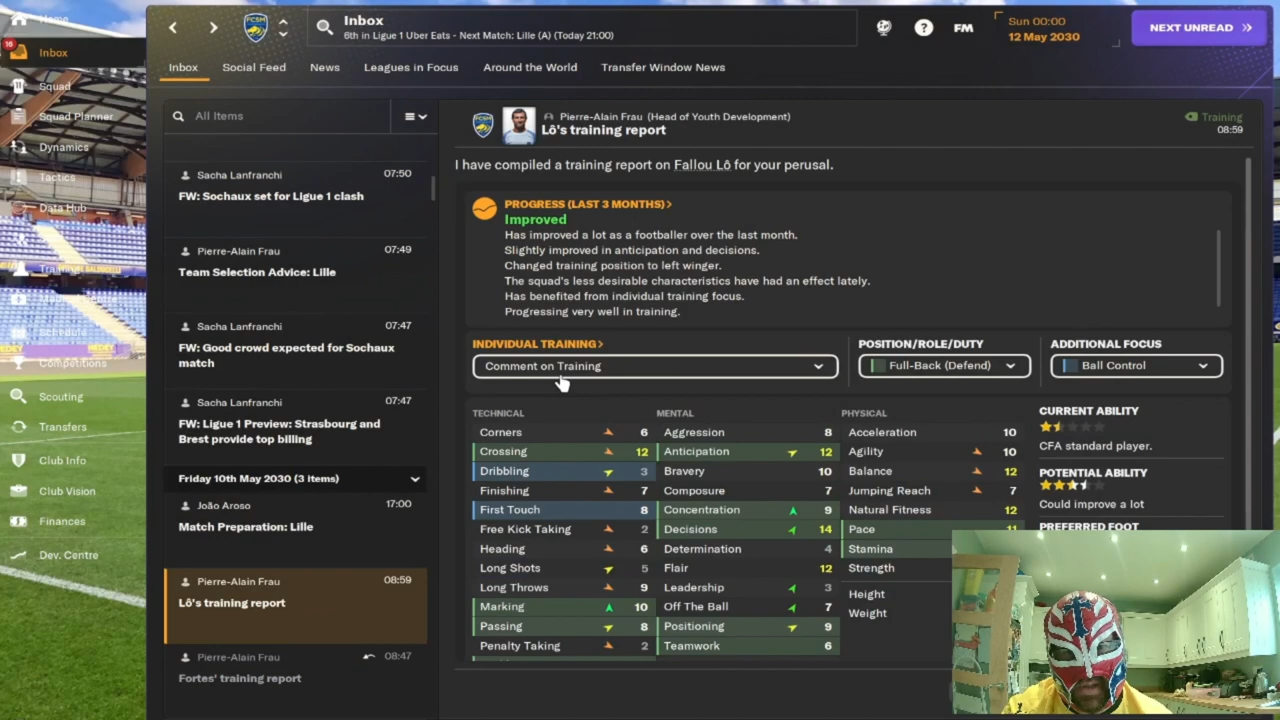 Home
Inbox
6th in Ligue 1 Uber Eats - Next Match: Lille (A) (Today 21:00)
FM
Sun 00:00
12 May 2030
NEXT UNREAD
Inbox
Social Feed
News
Leagues in Focus
Around the World
Transfer Window News
16
Inbox
Squad
Squad Planner
Dynamics
Tactics
Data Hub
Schedule
Competitions
Scouting
Transfers
Club Info
Club Vision
Finances
Dev. Centre
All Items
Sacha Lanfranchi 07:50
FW: Sochaux set for Ligue 1 clash
Pierre-Alain Frau 07:49
Team Selection Advice: Lille
Sacha Lanfranchi 07:47
FW: Good crowd expected for Sochaux
match
Sacha Lanfranchi 07:47
FW: Ligue 1 Preview: Strasbourg and
Brest provide top billing
Friday 10th May 2030 (3 items)
João Aroso 17:00
Match Preparation: Lille
Pierre-Alain Frau 08:59
Lô's training report
Pierre-Alain Frau 08:47
Fortes' training report
Pierre-Alain Frau (Head of Youth Development)
Lô's training report
Training
08:59
I have compiled a training report on Fallou Lô for your perusal.
PROGRESS (LAST 3 MONTHS)>
Improved
Has improved a lot as a footballer over the last month.
Slightly improved in anticipation and decisions.
Changed training position to left winger.
The squad's less desirable characteristics have had an effect lately.
Has benefited from individual training focus.
Progressing very well in training.
INDIVIDUAL TRAINING>
Comment on Training
POSITION/ROLE/DUTY
Full-Back (Defend)
ADDITIONAL FOCUS
Ball Control
TECHNICAL
Corners 6
Crossing 12
Dribbling 3
Finishing 7
First Touch 8
Free Kick Taking 2
Heading 6
Long Shots 5
Long Throws 9
Marking 10
Passing 8
Penalty Taking 2
MENTAL
Aggression 8
Anticipation 12
Bravery 10
Composure 7
Concentration 9
Decisions 14
Determination 4
Flair 12
Leadership 3
Off The Ball 7
Positioning 9
Teamwork 6
PHYSICAL
Acceleration 10
Agility 10
Balance 12
Jumping Reach 7
Natural Fitness 12
Pace 11
Stamina
Strength
Height
Weight
CURRENT ABILITY
CFA standard player.
POTENTIAL ABILITY
Could improve a lot
PREFERRED FOOT